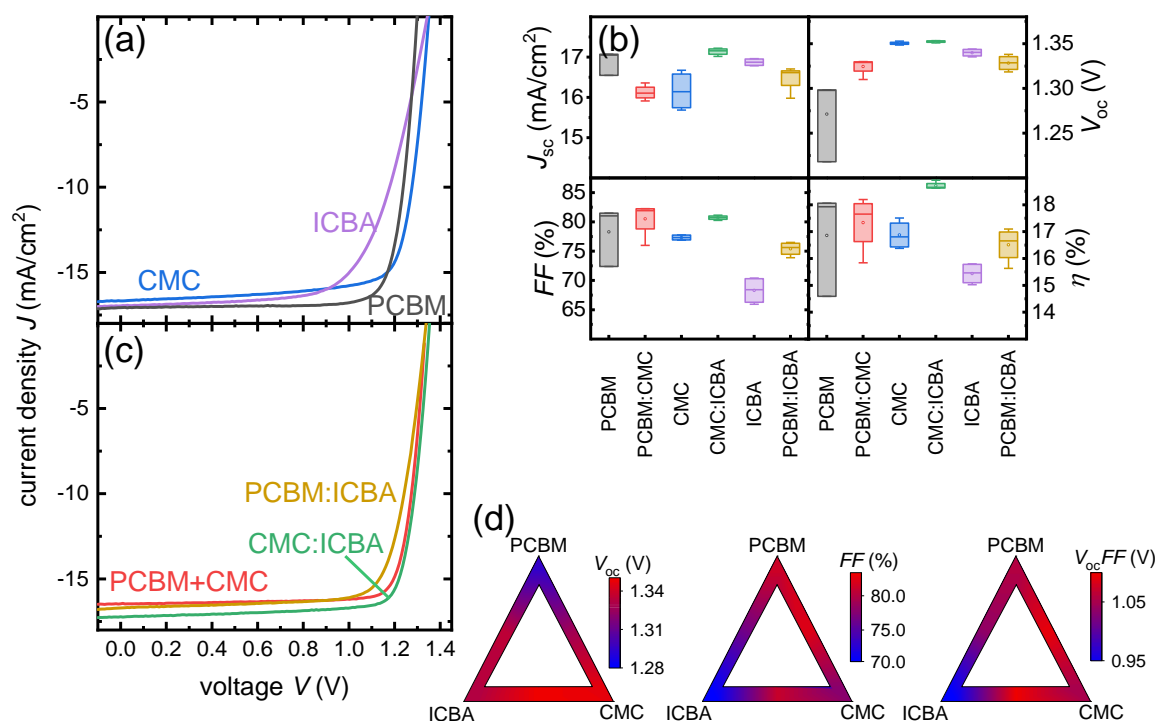 (a)
-5
-10
-15
ICBA
CMC
PCBM
(c)
-5
-10
-15
PCBM:ICBA
CMC:ICBA
PCBM+CMC
0.0 0.2 0.4 0.6 0.8 1.0 1.2 1.4
voltage V (V)
current density J (mA/cm²)
(b)
17
16
15
Jsc (mA/cm²)
1.35
1.30
1.25
Voc (V)
85
80
75
70
65
FF (%)
18
17
16
15
14
η (%)
PCBM
PCBM:CMC
CMC
CMC:ICBA
ICBA
PCBM:ICBA
PCBM
PCBM:CMC
CMC
CMC:ICBA
ICBA
PCBM:ICBA
(d)
PCBM
Voc (V)
1.34
1.31
1.28
ICBA
CMC
PCBM
FF (%)
80.0
75.0
70.0
ICBA
CMC
PCBM
VocFF (V)
1.05
0.95
ICBA
CMC